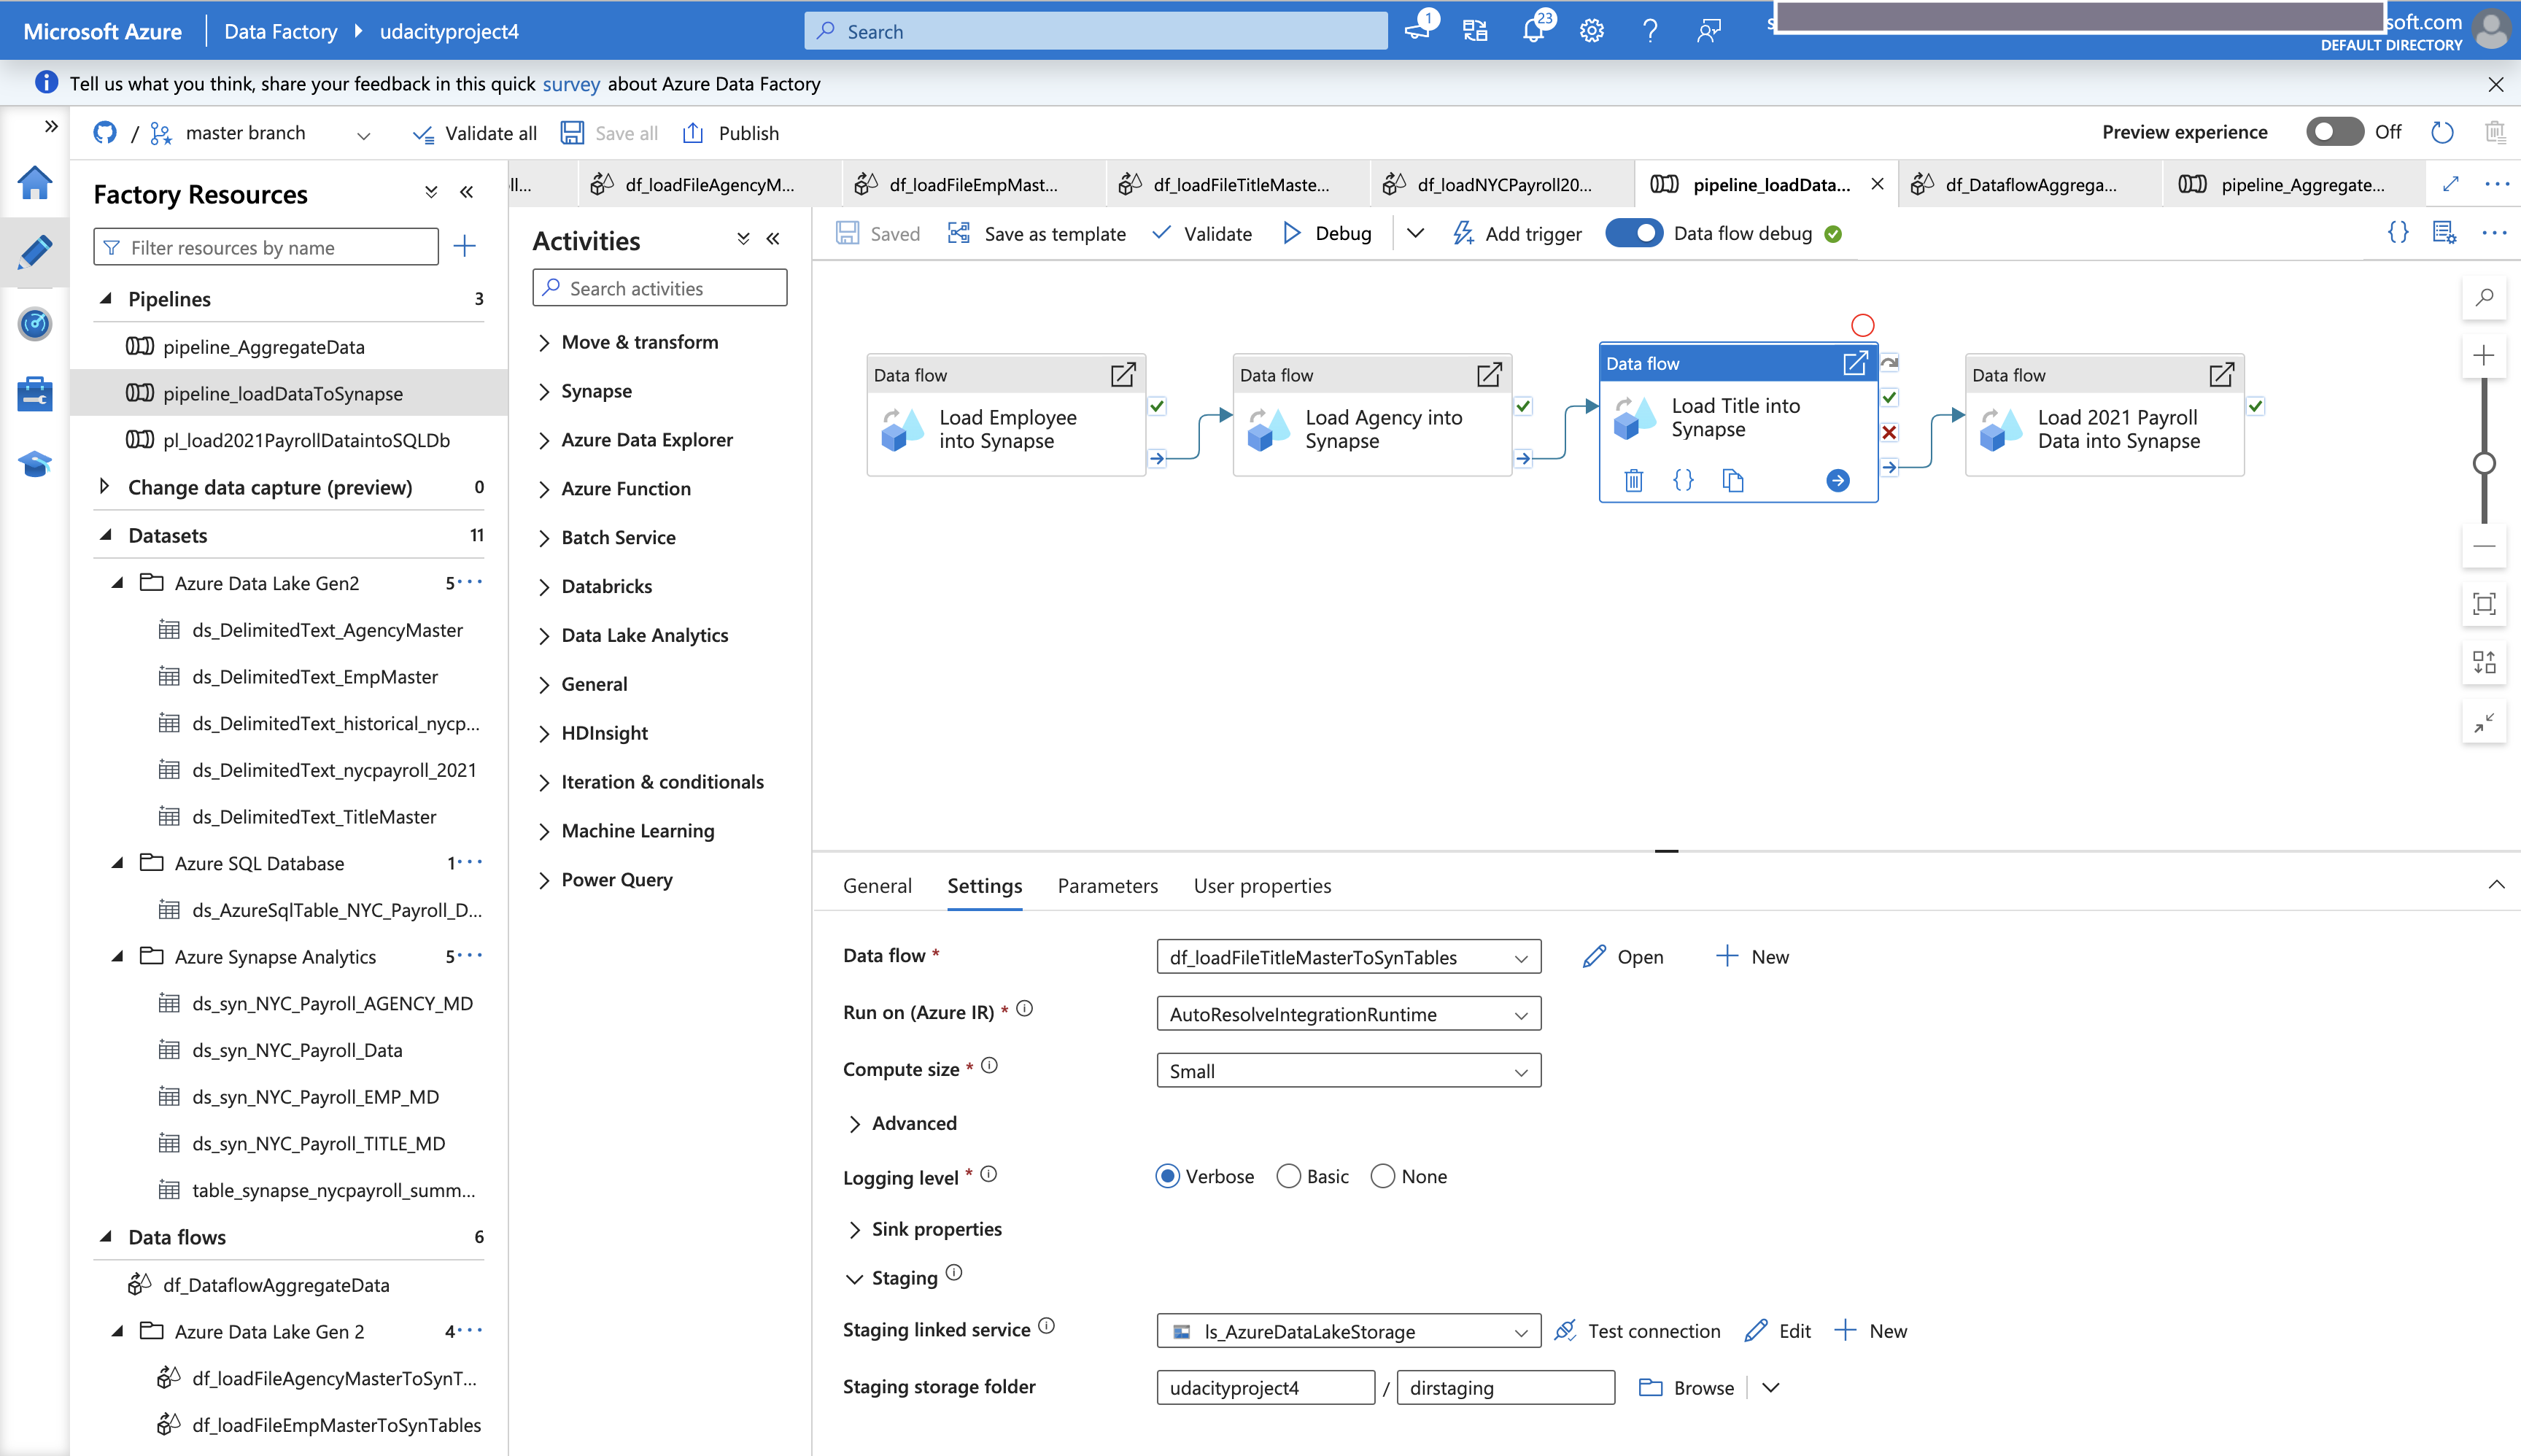 Microsoft Azure
Data Factory
udacityproject4
Search
1
23
soft.com
DEFAULT DIRECTORY
Tell us what you think, share your feedback in this quick survey about Azure Data Factory
/ master branch
Validate all
Save all
Publish
Preview experience
Off
Factory Resources
Filter resources by name
Pipelines 3
pipeline_AggregateData
pipeline_loadDataToSynapse
pl_load2021PayrollDataintoSQLDb
Change data capture (preview) 0
Datasets 11
Azure Data Lake Gen2 5
ds_DelimitedText_AgencyMaster
ds_DelimitedText_EmpMaster
ds_DelimitedText_historical_nycp...
ds_DelimitedText_nycpayroll_2021
ds_DelimitedText_TitleMaster
Azure SQL Database 1
ds_AzureSqlTable_NYC_Payroll_D...
Azure Synapse Analytics 5
ds_syn_NYC_Payroll_AGENCY_MD
ds_syn_NYC_Payroll_Data
ds_syn_NYC_Payroll_EMP_MD
ds_syn_NYC_Payroll_TITLE_MD
table_synapse_nycpayroll_summ...
Data flows 6
df_DataflowAggregateData
Azure Data Lake Gen 2 4
df_loadFileAgencyMasterToSynT...
df_loadFileEmpMasterToSynTables
ll...
df_loadFileAgencyM...
df_loadFileEmpMast...
df_loadFileTitleMaste...
df_loadNYCPayroll20...
pipeline_loadData...
df_DataflowAggrega...
pipeline_Aggregate...
Activities
Search activities
Move & transform
Synapse
Azure Data Explorer
Azure Function
Batch Service
Databricks
Data Lake Analytics
General
HDInsight
Iteration & conditionals
Machine Learning
Power Query
Saved
Save as template
Validate
Debug
Add trigger
Data flow debug
Data flow
Load Employee
into Synapse
Data flow
Load Agency into
Synapse
Data flow
Load Title into
Synapse
Data flow
Load 2021 Payroll
Data into Synapse
General
Settings
Parameters
User properties
Data flow *
df_loadFileTitleMasterToSynTables
Open
New
Run on (Azure IR) *
AutoResolveIntegrationRuntime
Compute size *
Small
Advanced
Logging level *
Verbose
Basic
None
Sink properties
Staging
Staging linked service
ls_AzureDataLakeStorage
Test connection
Edit
New
Staging storage folder
udacityproject4 / dirstaging
Browse